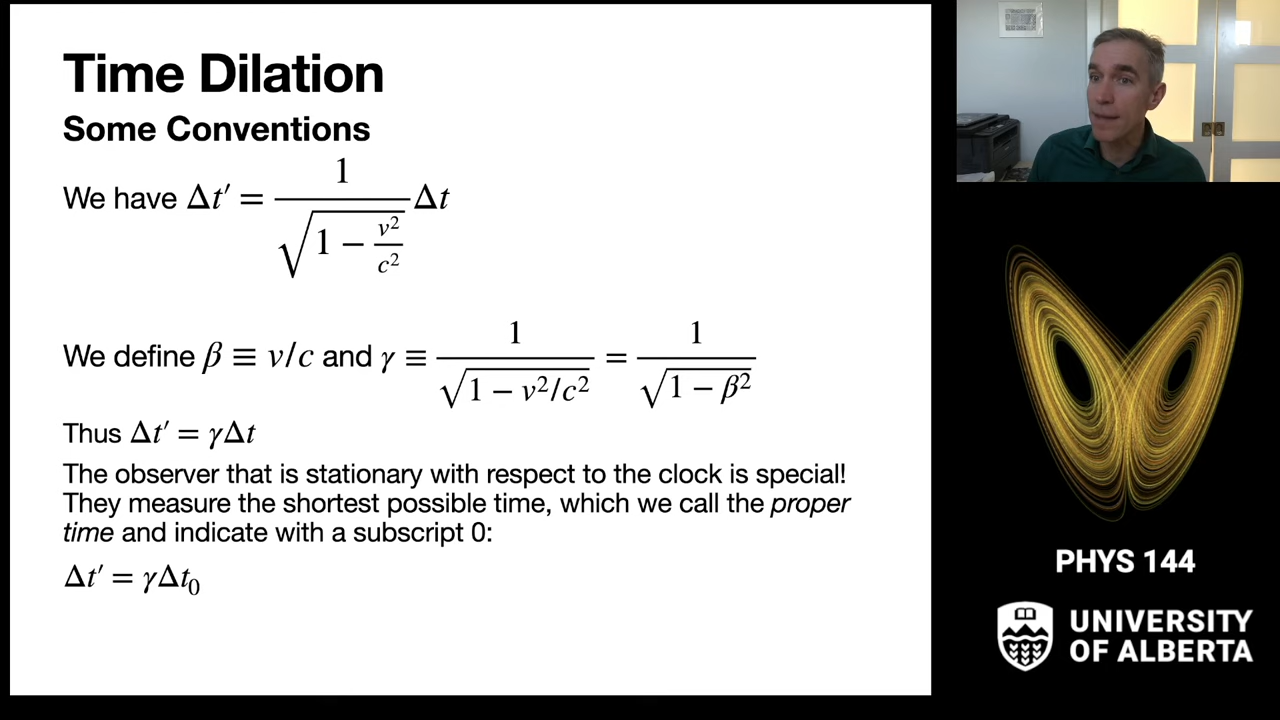 Time Dilation
Some Conventions
We have Δt′ = 1/√(1 − v²/c²) Δt
We define β ≡ v/c and γ ≡ 1/√(1 − v²/c²) = 1/√(1 − β²)
Thus Δt′ = γΔt
The observer that is stationary with respect to the clock is special!
They measure the shortest possible time, which we call the proper
time and indicate with a subscript 0:
Δt′ = γΔt₀
PHYS 144
UNIVERSITY
OF ALBERTA